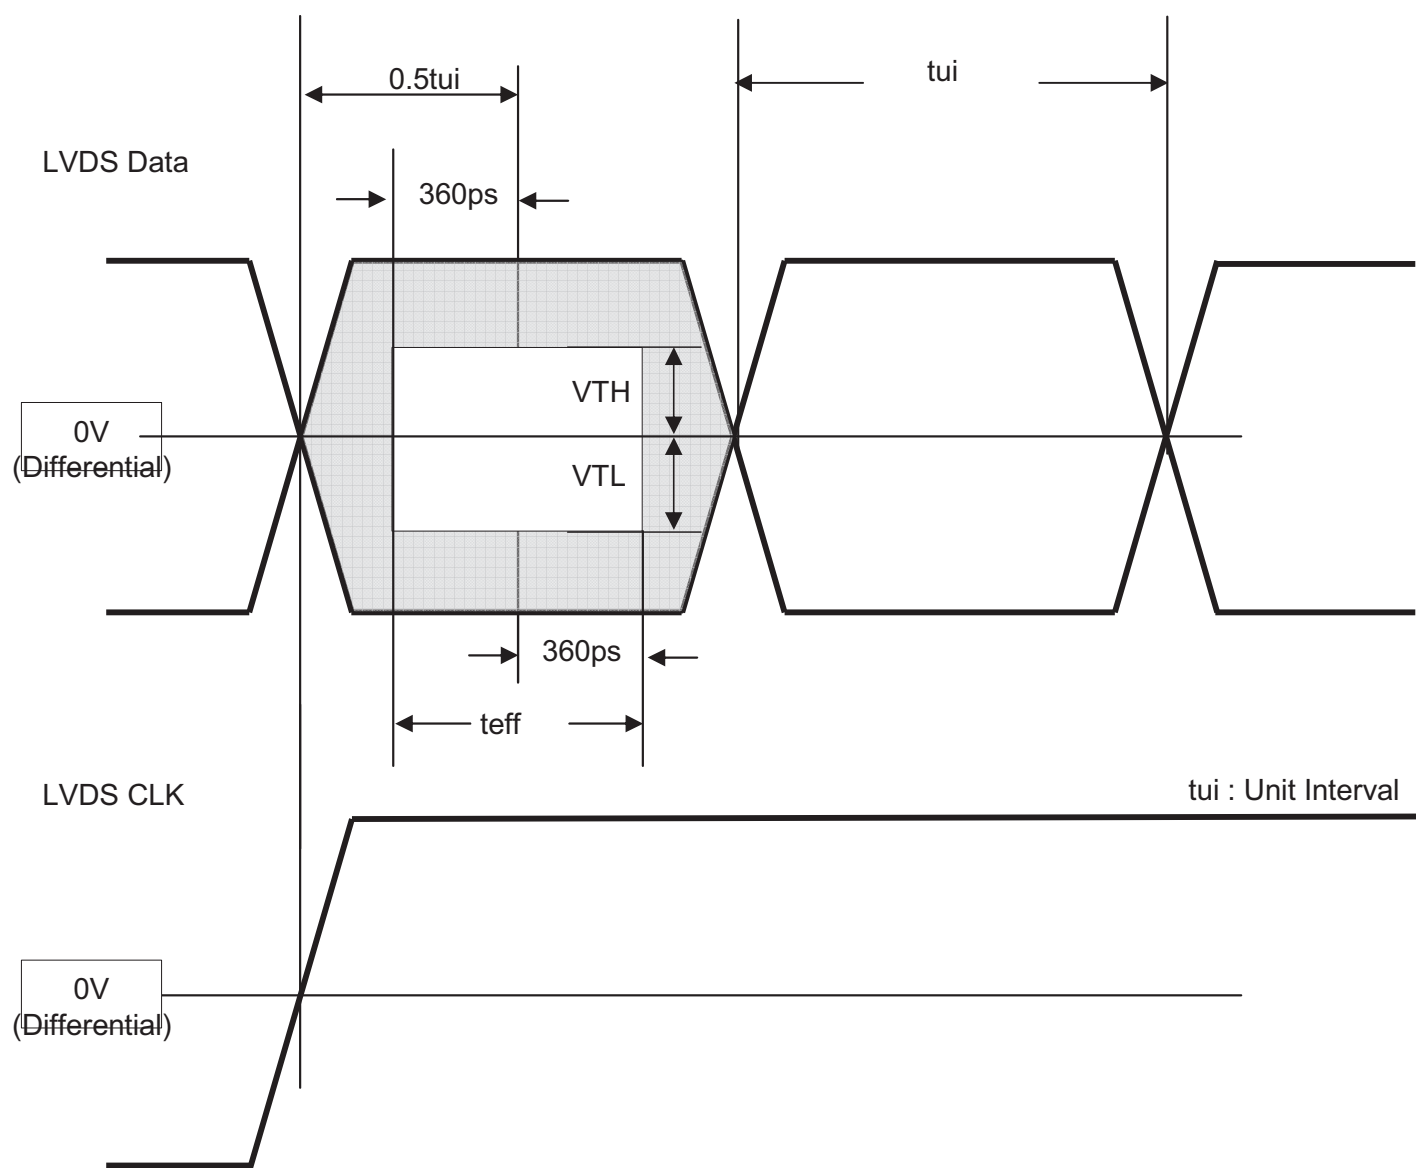 0.5tui
tui
LVDS Data
360ps
VTH
0V
(Differential)
VTL
360ps
teff
LVDS CLK
tui : Unit Interval
0V
(Differential)